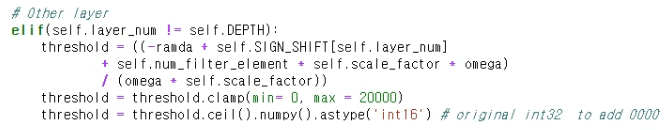 # Other layer
elif(self.layer_num != self.DEPTH):
    threshold = ((-ramda + self.SIGN_SHIFT[self.layer_num]
            + self.num_filter_element * self.scale_factor * omega)
            / (omega * self.scale_factor))
    threshold = threshold.clamp(min= 0, max = 20000)
    threshold = threshold.ceil().numpy().astype('int16') # original int32  to add 0000